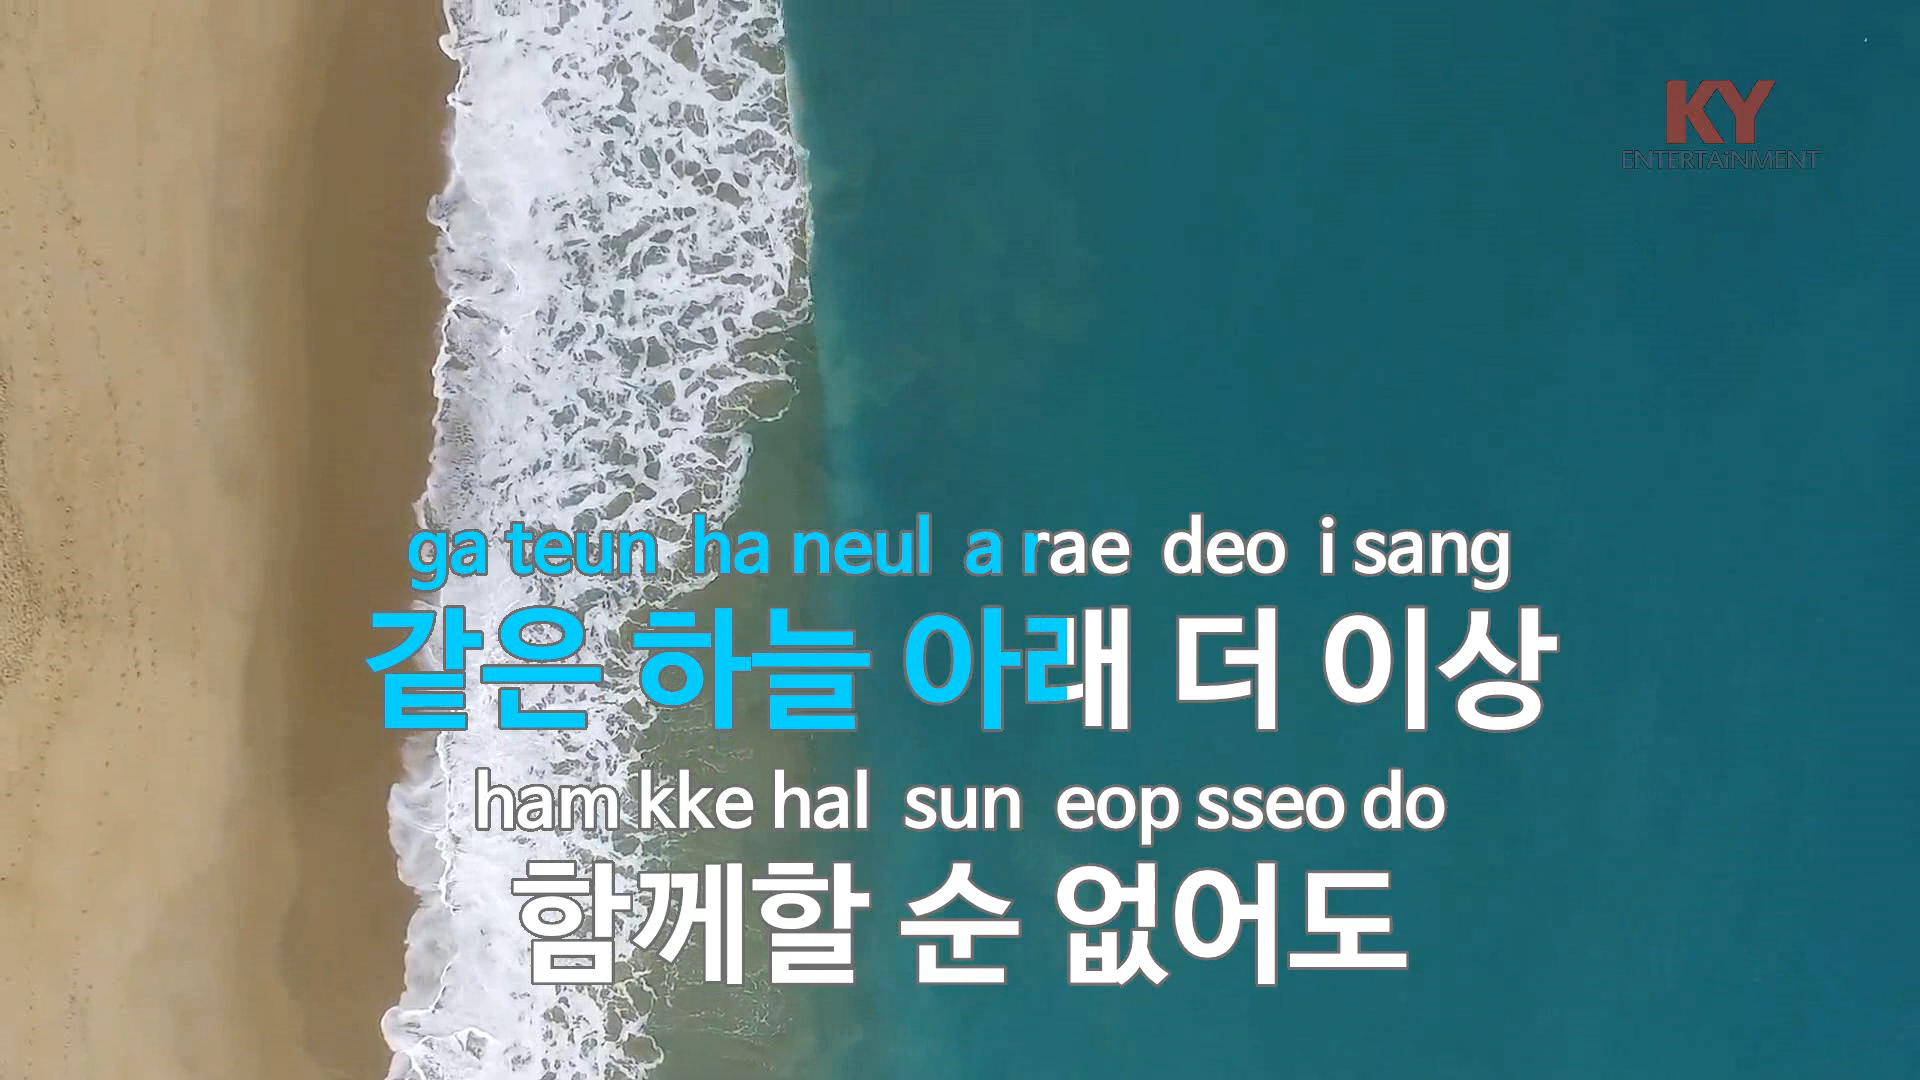 KY
ENTERTAiNMENT
ga teun ha neul a rae deo i sang
같은 하늘 아래 더 이상
ham kke hal sun eop sseo do
함께할 순 없어도